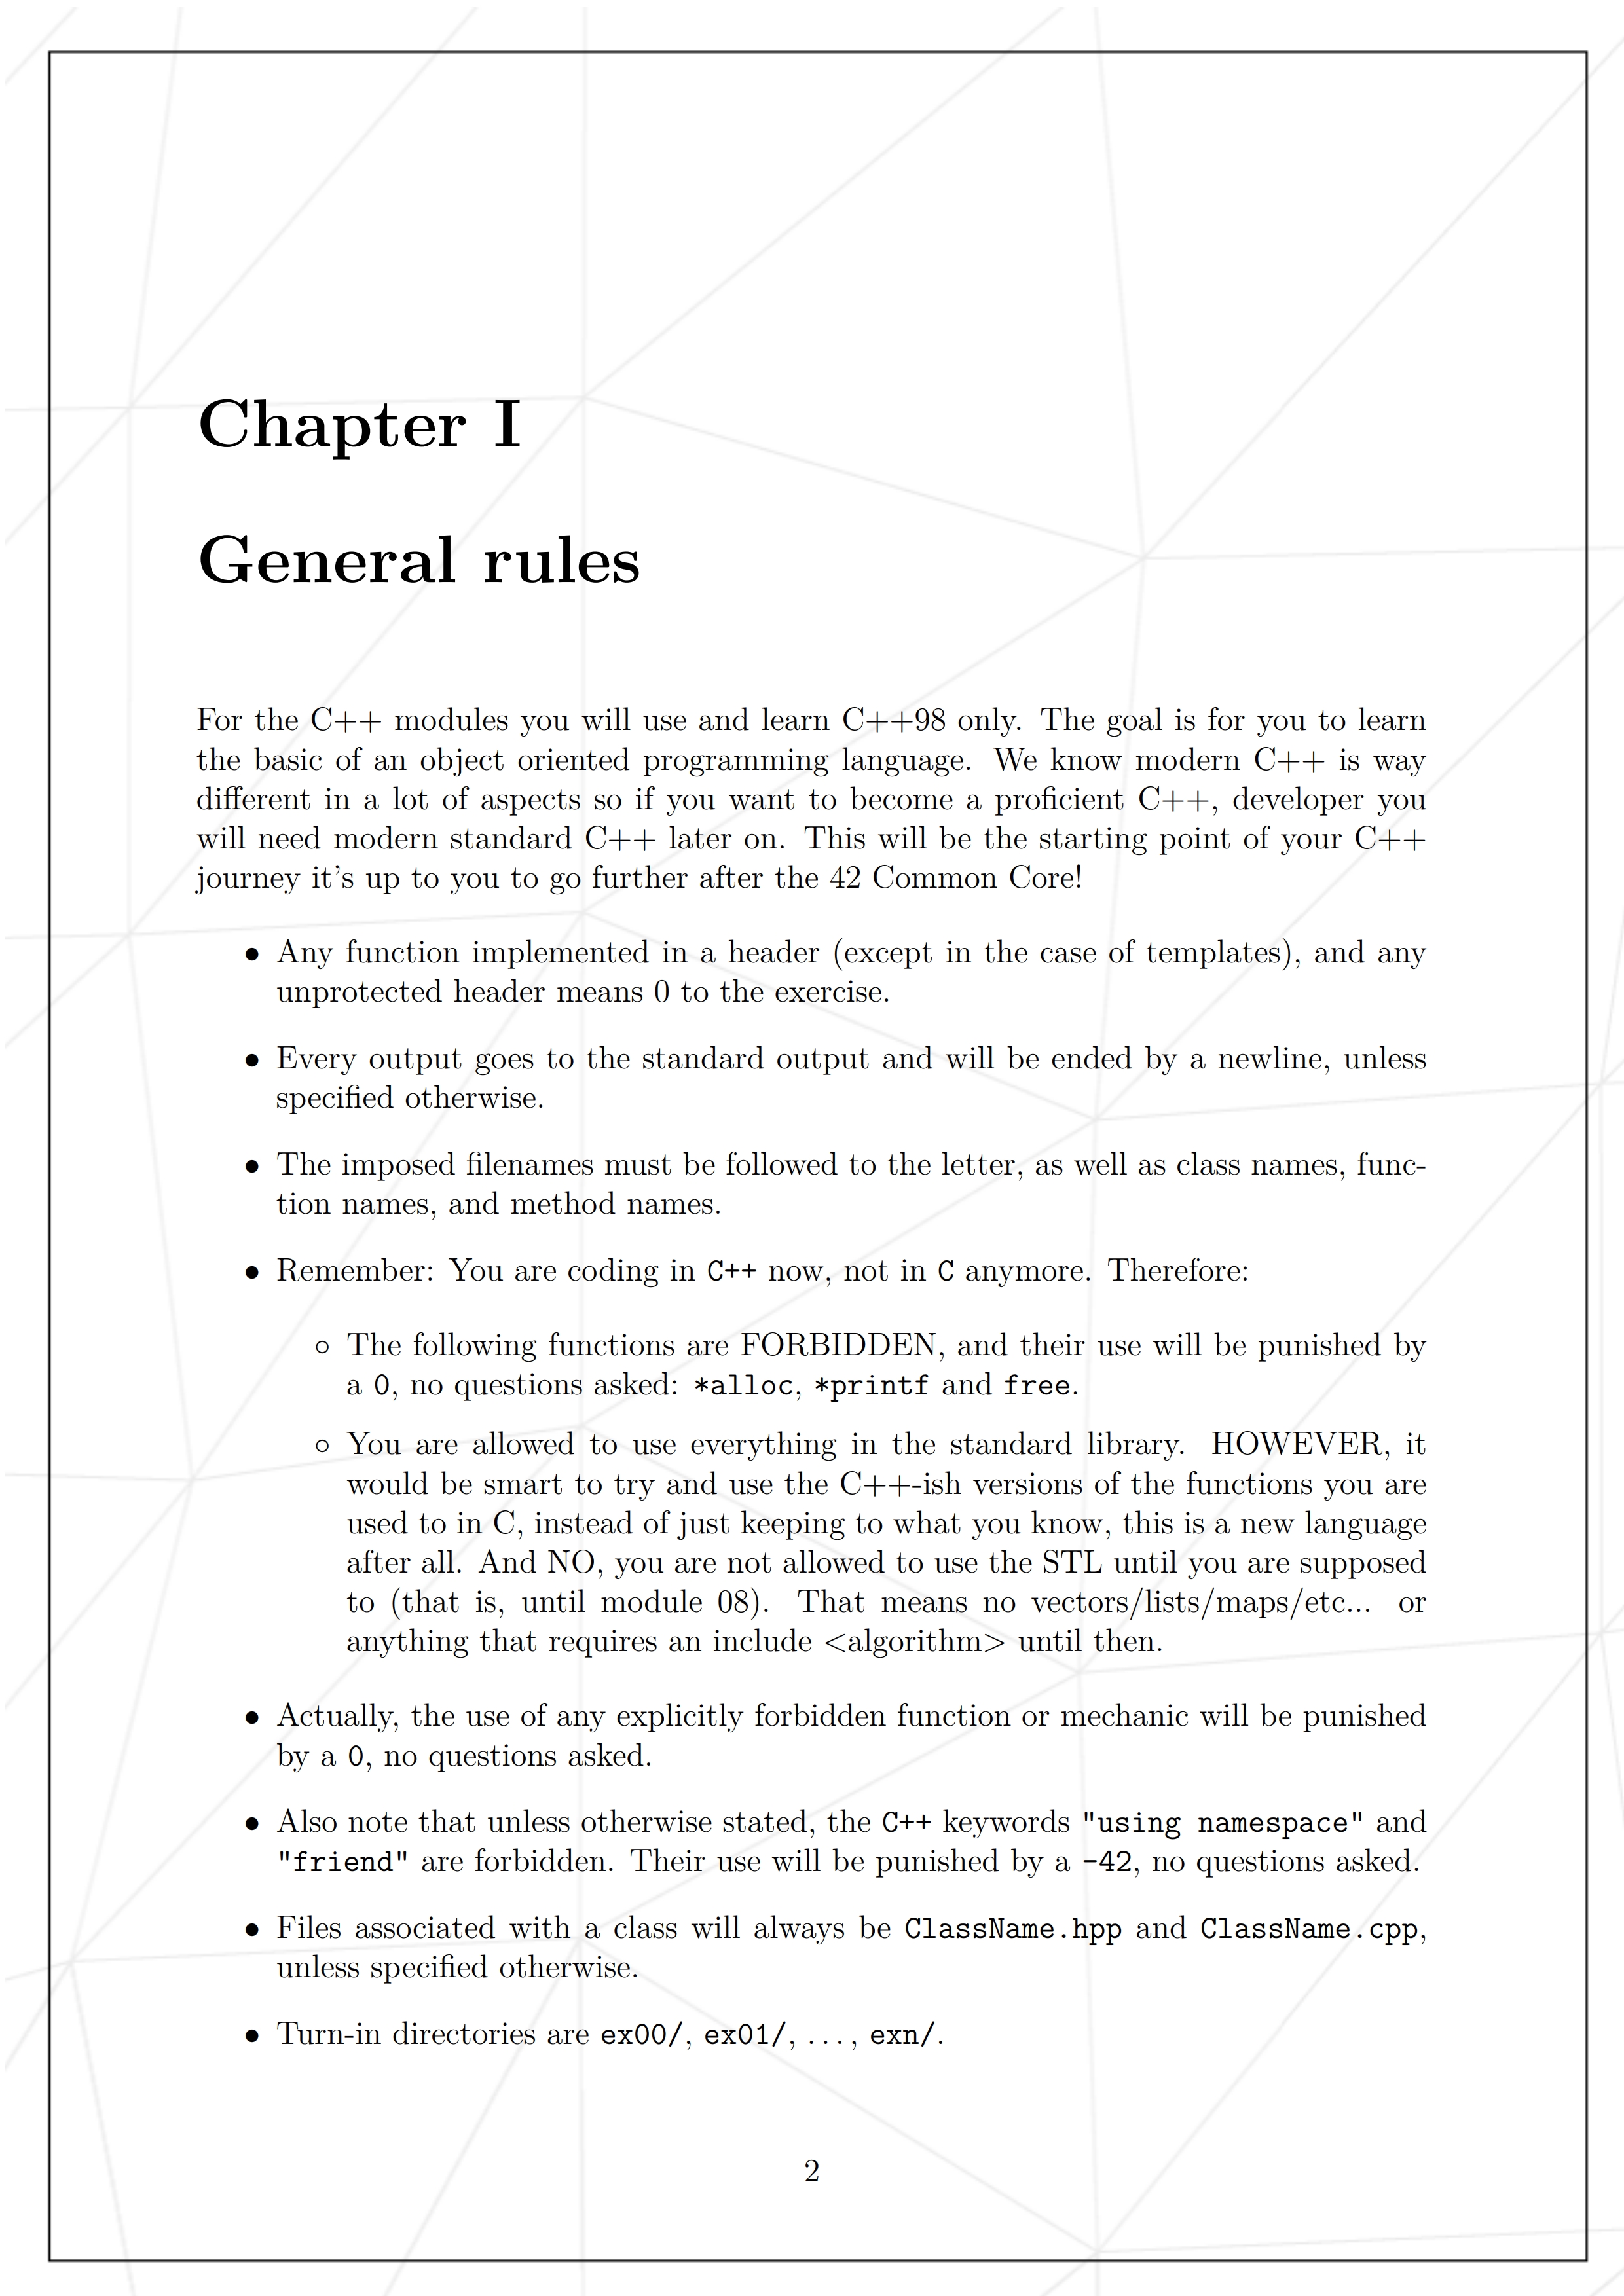 Chapter I
General rules
For the C++ modules you will use and learn C++98 only. The goal is for you to learn
the basic of an object oriented programming language. We know modern C++ is way
different in a lot of aspects so if you want to become a proficient C++, developer you
will need modern standard C++ later on. This will be the starting point of your C++
journey it's up to you to go further after the 42 Common Core!
• Any function implemented in a header (except in the case of templates), and any
unprotected header means 0 to the exercise.
• Every output goes to the standard output and will be ended by a newline, unless
specified otherwise.
• The imposed filenames must be followed to the letter, as well as class names, func-
tion names, and method names.
• Remember: You are coding in C++ now, not in C anymore. Therefore:
◦ The following functions are FORBIDDEN, and their use will be punished by
a 0, no questions asked: *alloc, *printf and free.
◦ You are allowed to use everything in the standard library. HOWEVER, it
would be smart to try and use the C++-ish versions of the functions you are
used to in C, instead of just keeping to what you know, this is a new language
after all. And NO, you are not allowed to use the STL until you are supposed
to (that is, until module 08). That means no vectors/lists/maps/etc... or
anything that requires an include <algorithm> until then.
• Actually, the use of any explicitly forbidden function or mechanic will be punished
by a 0, no questions asked.
• Also note that unless otherwise stated, the C++ keywords "using namespace" and
"friend" are forbidden. Their use will be punished by a -42, no questions asked.
• Files associated with a class will always be ClassName.hpp and ClassName.cpp,
unless specified otherwise.
• Turn-in directories are ex00/, ex01/, ..., exn/.
2